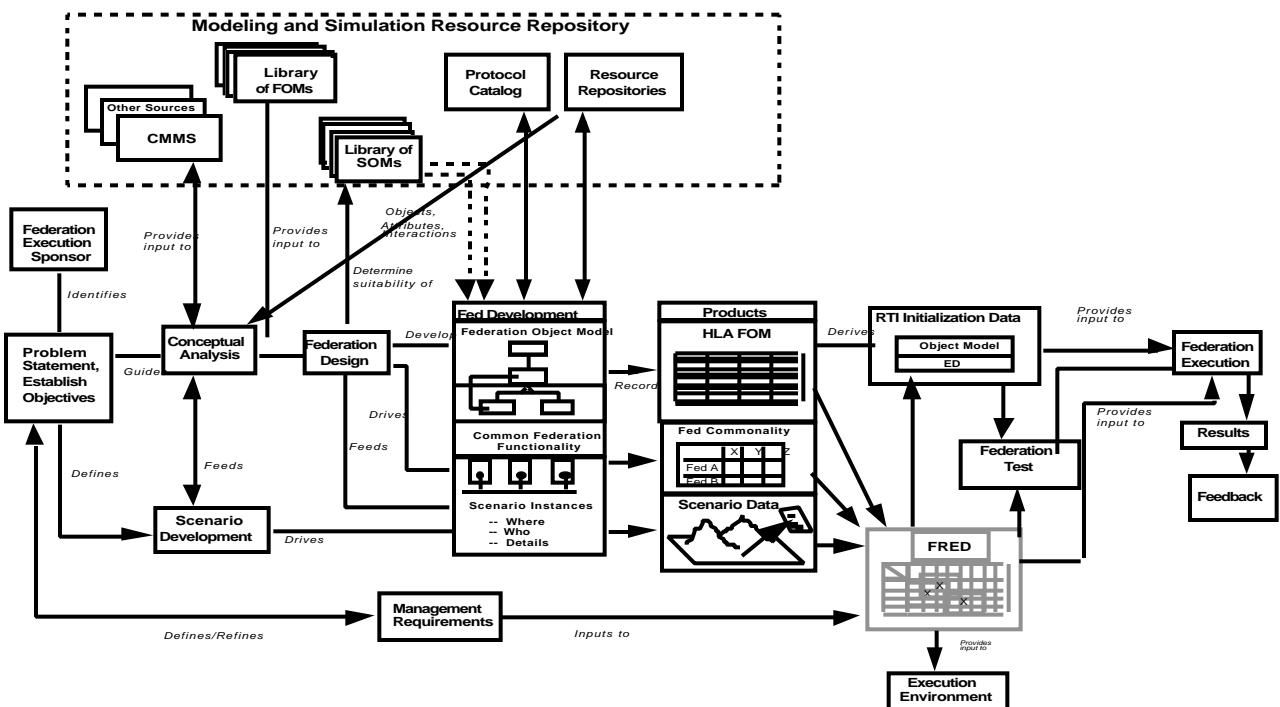 Modeling and Simulation Resource Repository
Library
of FOMs
Protocol
Catalog
Resource
Repositories
Other Sources
CMMS
Library of
SOMs
Federation
Execution
Sponsor
Provides
input to
Provides
input to
Objects,
Attributes,
Interactions
Determine
suitability of
Identifies
Problem
Statement,
Establish
Objectives
Guide
Conceptual
Analysis
Federation
Design
Develop
Drives
Feeds
Feeds
Defines
Scenario
Development
Drives
Fed Development
Federation Object Model
Common Federation
Functionality
Scenario Instances
-- Where
-- Who
-- Details
Record
Products
HLA FOM
Fed Commonality
X Y Z
Fed A
Fed B
Scenario Data
Derives
RTI Initialization Data
Object Model
ED
Provides
input to
Federation
Execution
Provides
input to
Federation
Test
Results
Feedback
FRED
x
x
x
Management
Requirements
Defines/Refines
Inputs to
Provides
input to
Execution
Environment